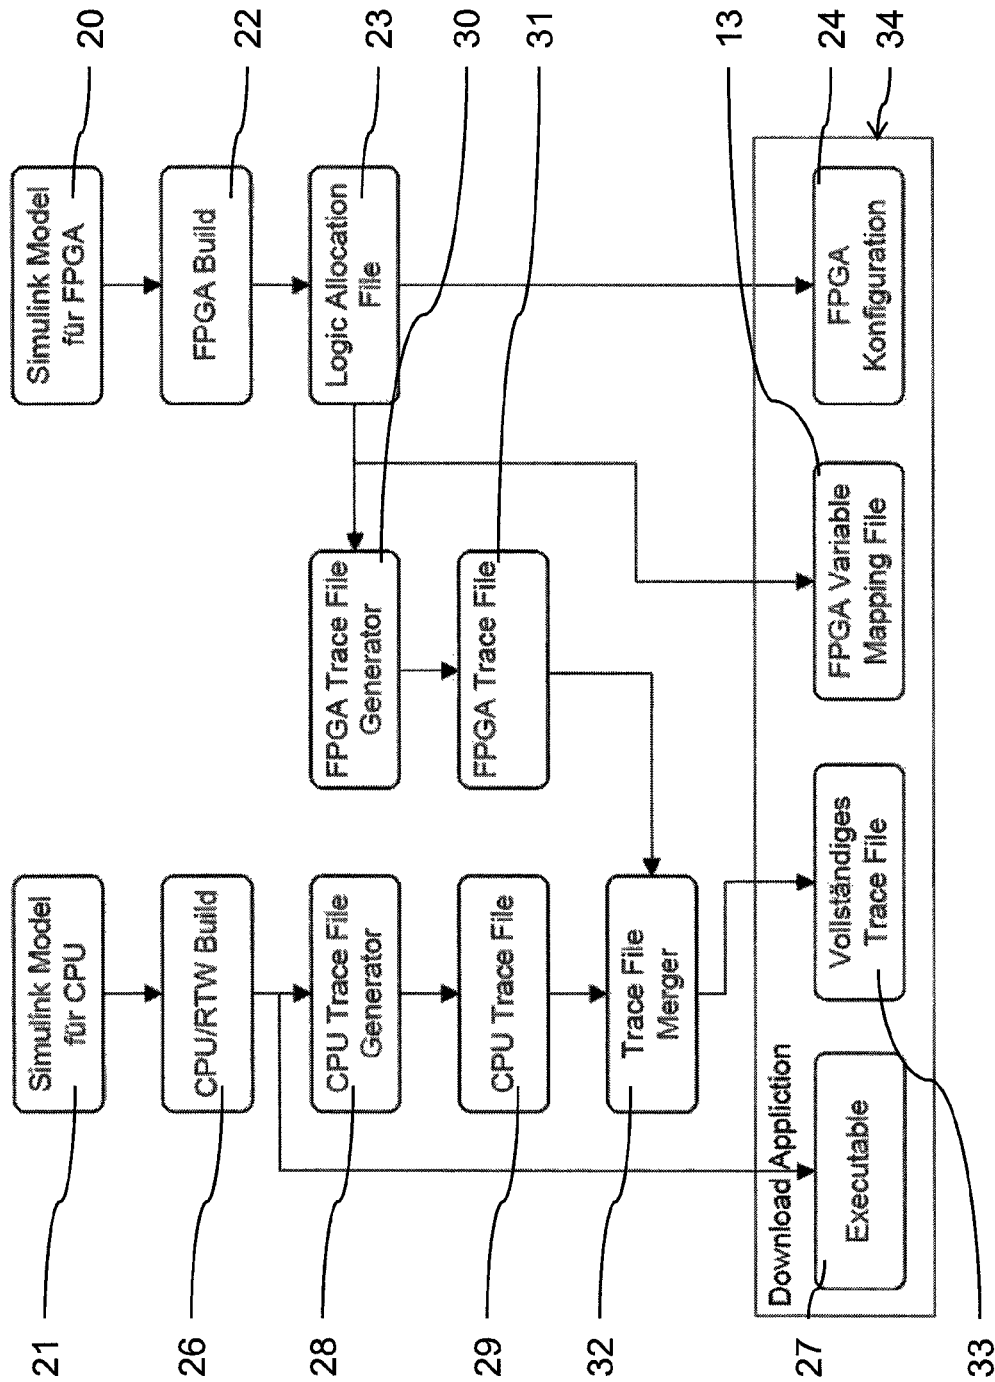 21
Simulink Model
für CPU
26
CPU/RTW Build
28
CPU Trace File
Generator
29
CPU Trace File
32
Trace File
Merger
Simulink Model
für FPGA
20
FPGA Build
22
Logic Allocation
File
23
FPGA Trace File
Generator
30
FPGA Trace File
31
Download Appliction
27
Executable
Vollständiges
Trace File
33
FPGA Variable
Mapping File
13
FPGA
Konfiguration
24
34